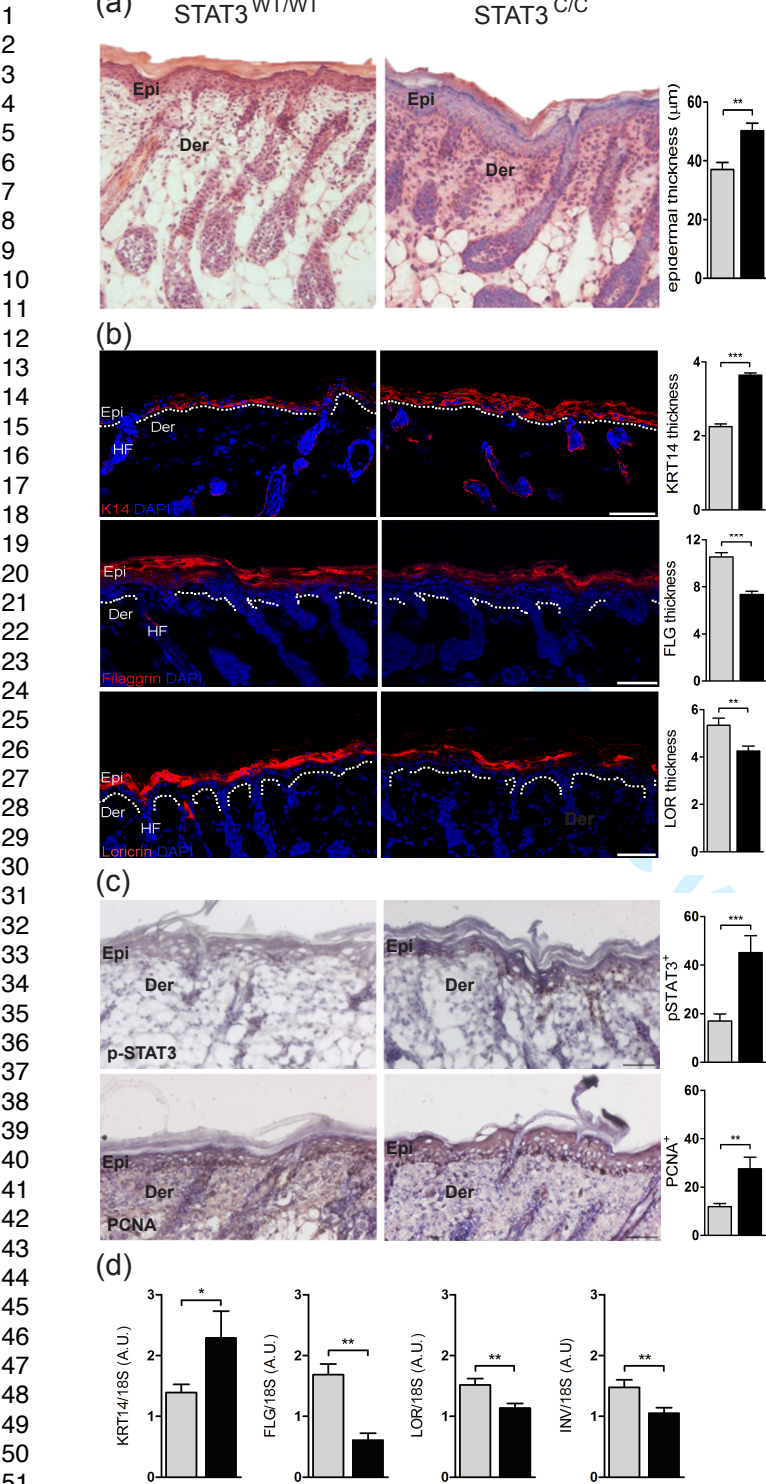 1
2
3
4
5
6
7
8
9
10
11
12
13
14
15
16
17
18
19
20
21
22
23
24
25
26
27
28
29
30
31
32
33
34
35
36
37
38
39
40
41
42
43
44
45
46
47
48
49
50
51
(a)
STAT3 WT/WT
STAT3 C/C
Epi
Der
Epi
Der
epidermal thickness (μm)
60
40
20
0
**
(b)
Epi
Der
HF
K14 DAPI
KRT14 thickness
4
2
0
***
Epi
Der
HF
Filaggrin DAPI
FLG thickness
12
8
4
0
***
Epi
Der
HF
Loricrin DAPI
Der
LOR thickness
6
4
2
0
**
(c)
Epi
Der
p-STAT3
Epi
Der
pSTAT3+
60
40
20
0
***
Epi
Der
PCNA
Epi
Der
PCNA+
60
40
20
0
**
(d)
KRT14/18S (A.U.)
3
2
1
0
*
FLG/18S (A.U.)
3
2
1
0
**
LOR/18S (A.U.)
3
2
1
0
**
INV/18S (A.U)
3
2
1
0
**